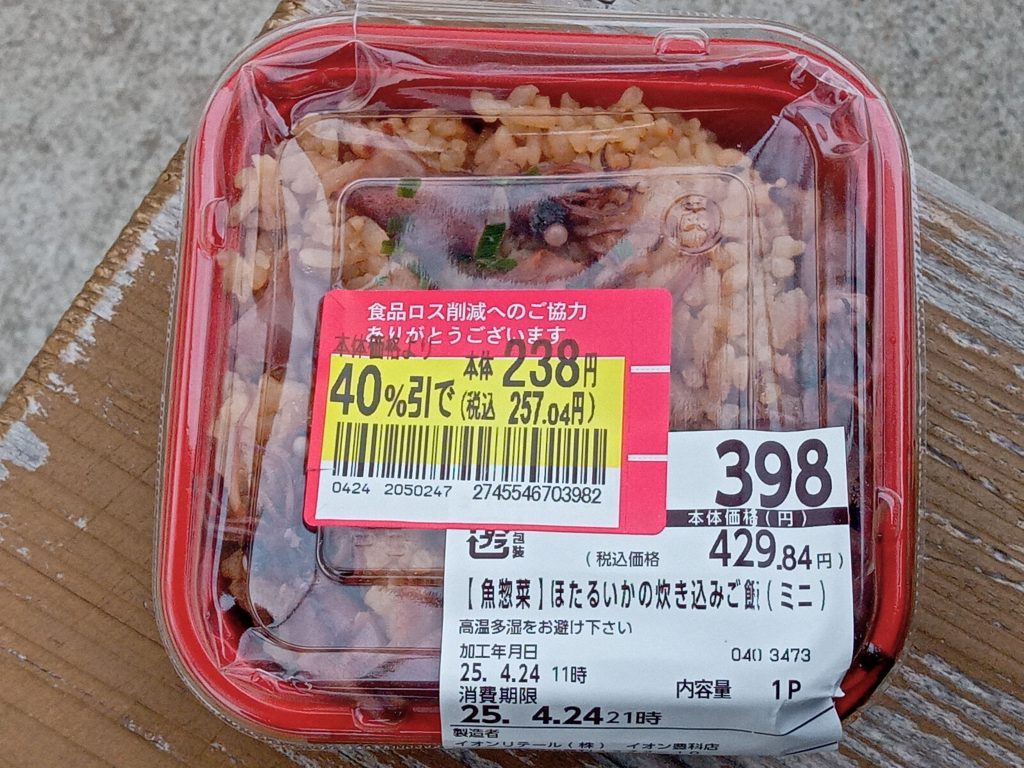 食品ロス削減へのご協力
ありがとうございます
本体価格より
本体 238円
40%引で (税込 257.04円)
0424 2050247 2745546703982
398
本体価格(円)
プラ 包装
(税込価格 429.84円)
【魚惣菜】ほたるいかの炊き込みご飯(ミニ)
高温多湿をお避け下さい
加工年月日
040 3473
25. 4.24 11時
消費期限
内容量 1P
25. 4.24 21時
製造者
イオンリテール(株) イオン豊科店